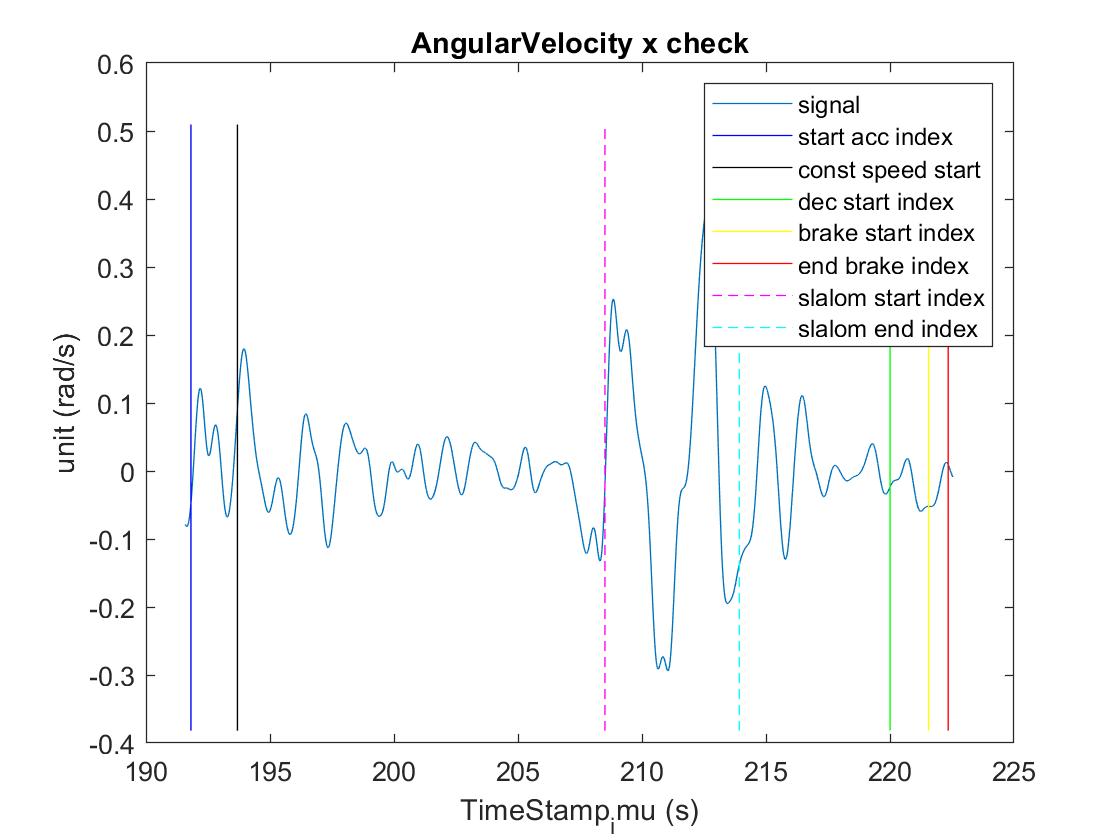 AngularVelocity x check
0.6
0.5
0.4
0.3
0.2
0.1
0
-0.1
-0.2
-0.3
-0.4
unit (rad/s)
signal
start acc index
const speed start
dec start index
brake start index
end brake index
slalom start index
slalom end index
190 195 200 205 210 215 220 225
TimeStampimu (s)